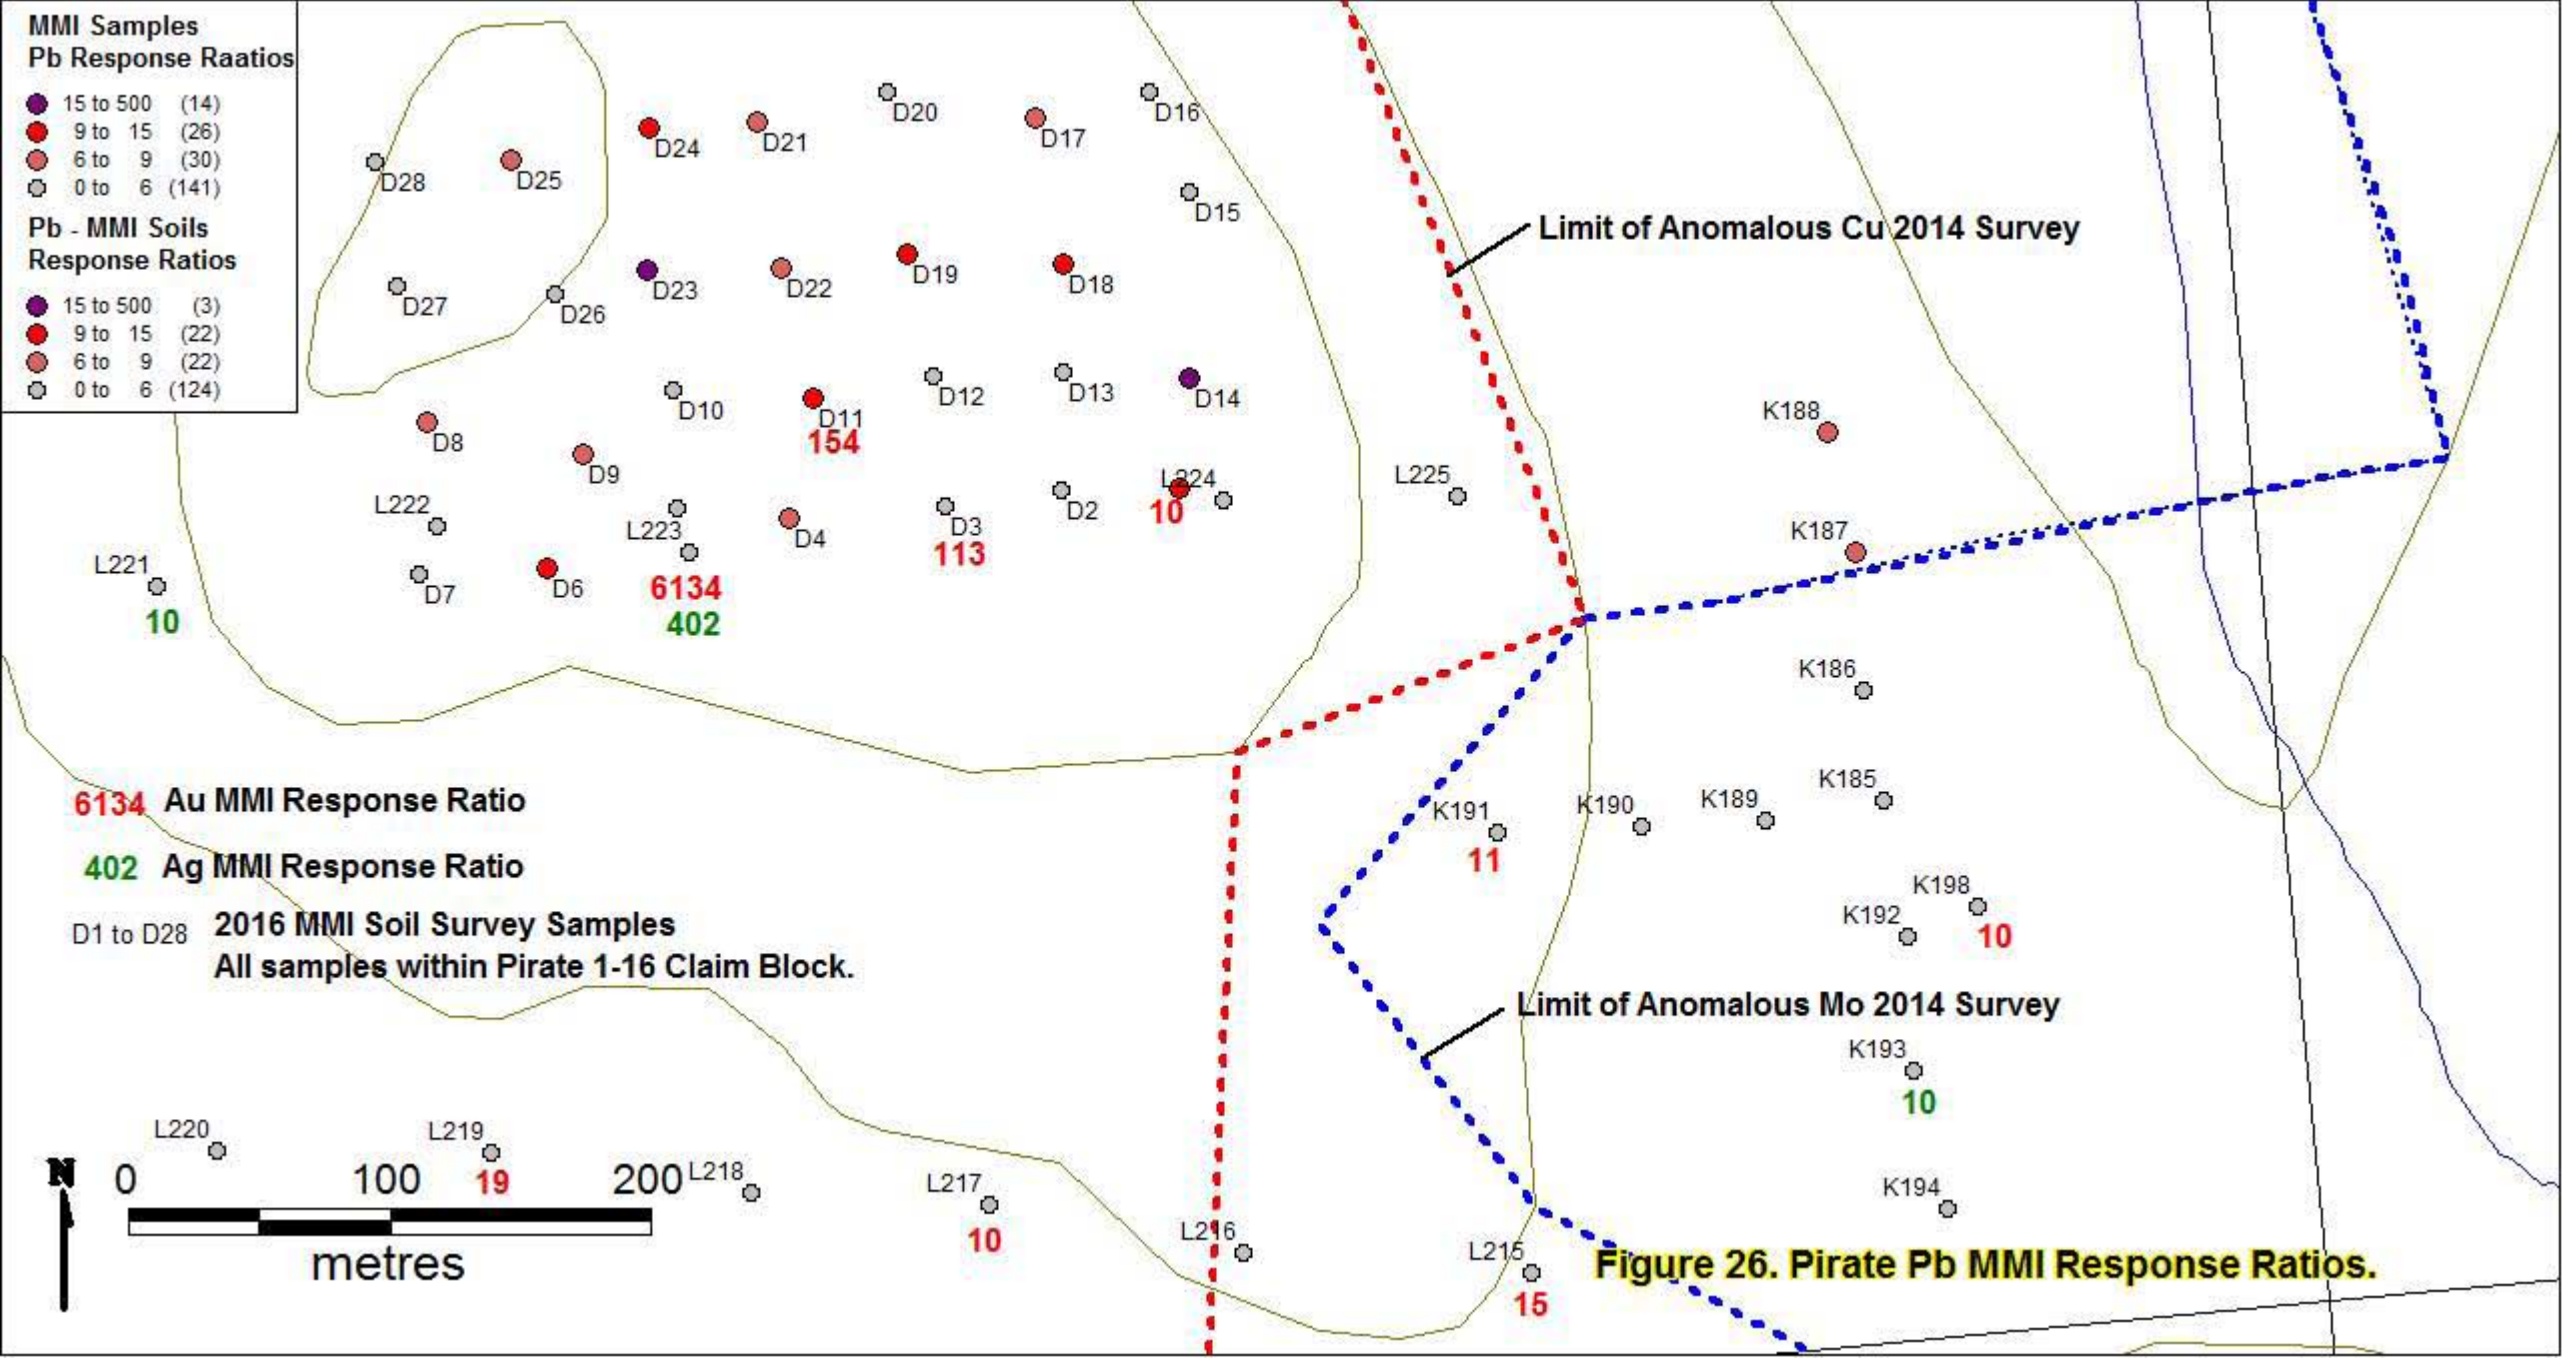 MMI Samples
Pb Response Raatios
15 to 500 (14)
9 to 15 (26)
6 to 9 (30)
0 to 6 (141)
Pb - MMI Soils
Response Ratios
15 to 500 (3)
9 to 15 (22)
6 to 9 (22)
0 to 6 (124)
D20
D16
D24
D21
D17
D28
D25
D15
Limit of Anomalous Cu 2014 Survey
D27
D26
D23
D22
D19
D18
D10
D11
154
D12
D13
D14
K188
D8
D9
L222
L223
D4
D3
113
D2
L224
10
L225
K187
L221
10
D7
D6
6134
402
K186
6134 Au MMI Response Ratio
402 Ag MMI Response Ratio
D1 to D28 2016 MMI Soil Survey Samples
All samples within Pirate 1-16 Claim Block.
K191
11
K190
K189
K185
K198
10
K192
Limit of Anomalous Mo 2014 Survey
K193
10
K194
L220
L219
19
L218
L217
10
L216
L215
15
N
0 100 200
metres
Figure 26. Pirate Pb MMI Response Ratios.